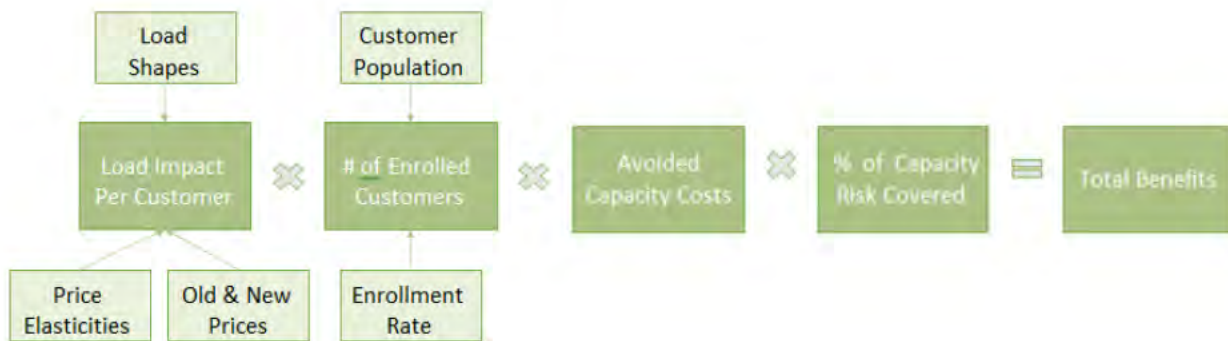 Load
Shapes
Customer
Population
Load Impact
Per Customer
# of Enrolled
Customers
Avoided
Capacity Costs
% of Capacity
Risk Covered
Total Benefits
Price
Elasticities
Old & New
Prices
Enrollment
Rate